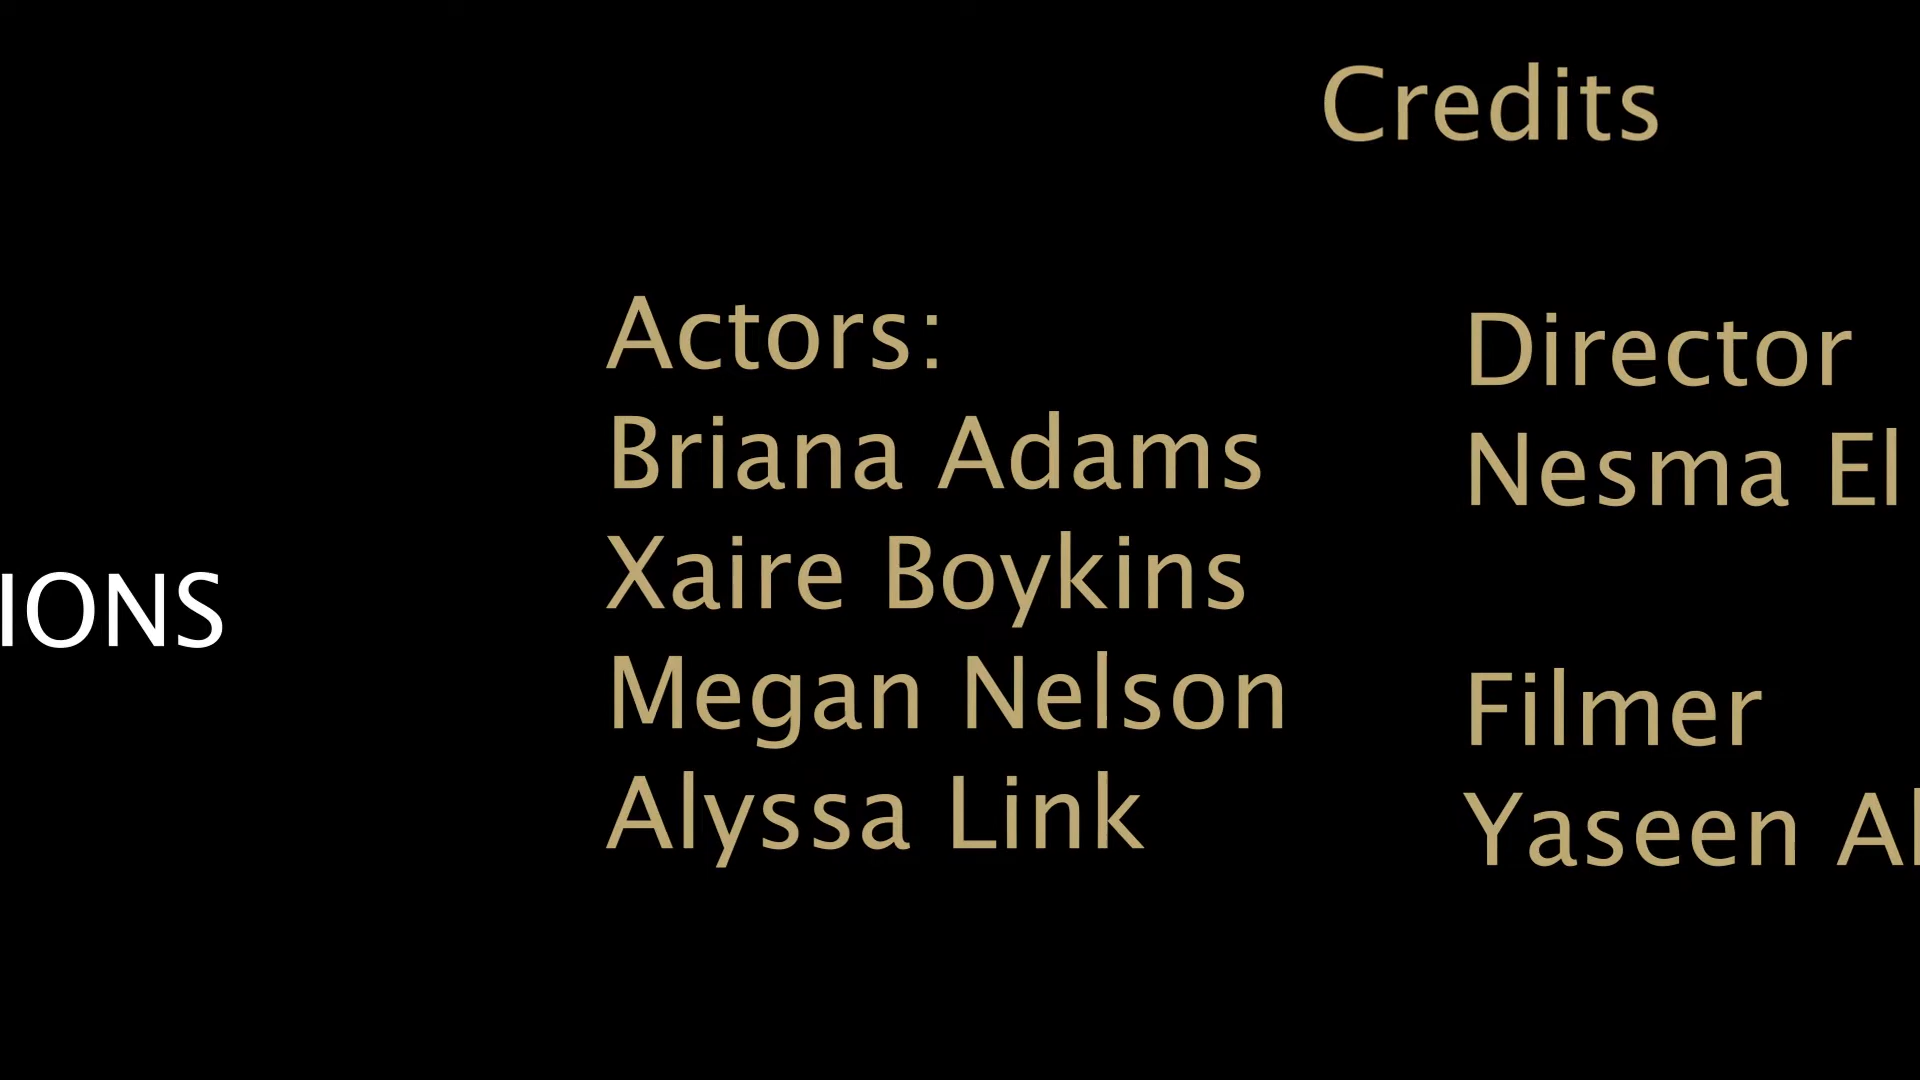 Credits
Actors:
Briana Adams
Xaire Boykins
Megan Nelson
Alyssa Link
Director
Nesma El
Filmer
Yaseen
IONS